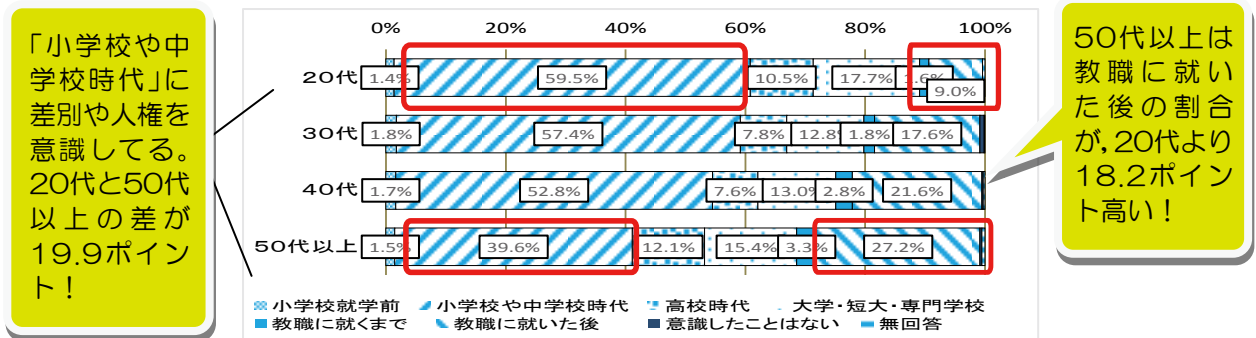 「小学校や中
学校時代」に
差別や人権を
意識してる。
20代と50代
以上の差が
19.9ポイン
ト！
0% 20% 40% 60% 80% 100%
20代 1.4% 59.5% 10.5% 17.7% 1.6% 9.0%
30代 1.8% 57.4% 7.8% 12.8% 1.8% 17.6%
40代 1.7% 52.8% 7.6% 13.0% 2.8% 21.6%
50代以上 1.5% 39.6% 12.1% 15.4% 3.3% 27.2%
小学校就学前 小学校や中学校時代 高校時代 大学・短大・専門学校
教職に就くまで 教職に就いた後 意識したことはない 無回答
50代以上は
教職に就い
た後の割合
が，20代より
18.2ポイン
ト高い！